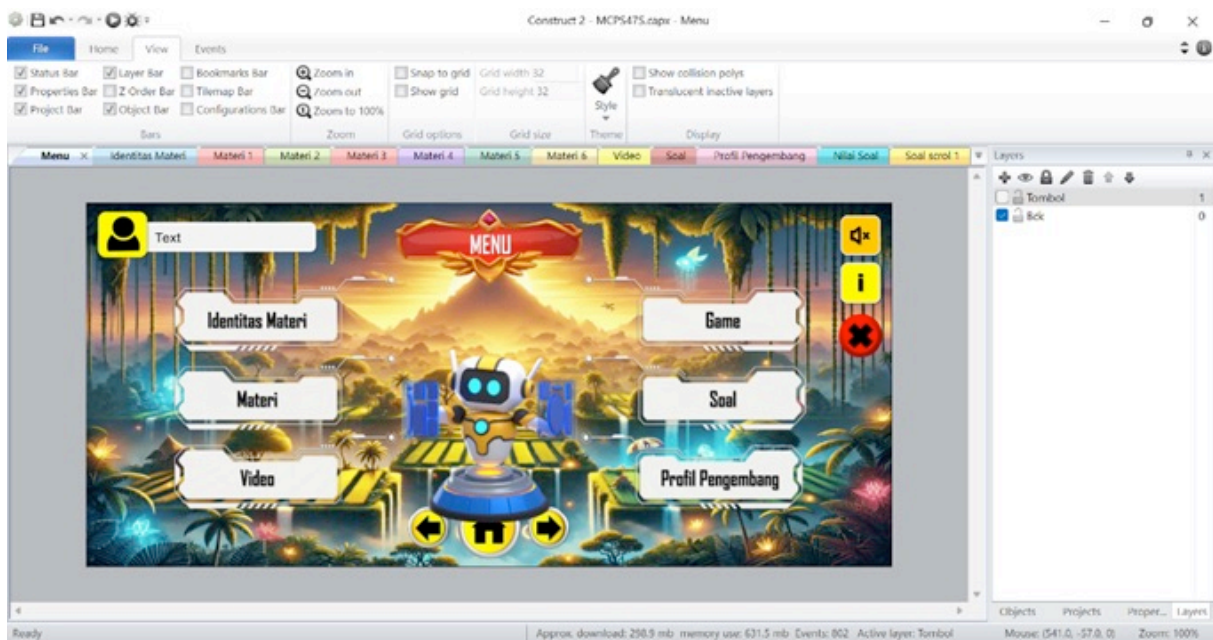 Construct 2 - MCPS47S.capx - Menu
File Home View Events
Status Bar Layer Bar Bookmarks Bar Zoom in Snap to grid Grid width 32 Show collision polys
Properties Bar Z Order Bar Tilemap Bar Zoom out Show grid Grid height 32 Translucent inactive layers
Project Bar Object Bar Configurations Bar Zoom to 100% Style
Bars Zoom Grid options Grid size Theme Display
Menu Identitas Materi Materi 1 Materi 2 Materi 3 Materi 4 Materi 5 Materi 6 Video Soal Profil Pengembang Nilai Soal Soal scrol 1 Layers
Tombol 1
Bck 0
Text
MENU
i
Identitas Materi Game
Materi Soal
Video Profil Pengembang
Objects Projects Proper... Layers
Ready Approx. download: 298.9 mb memory use: 631.5 mb Events: 802 Active layer: Tombol Mouse: (541.0, -57.0, 0) Zoom: 100%